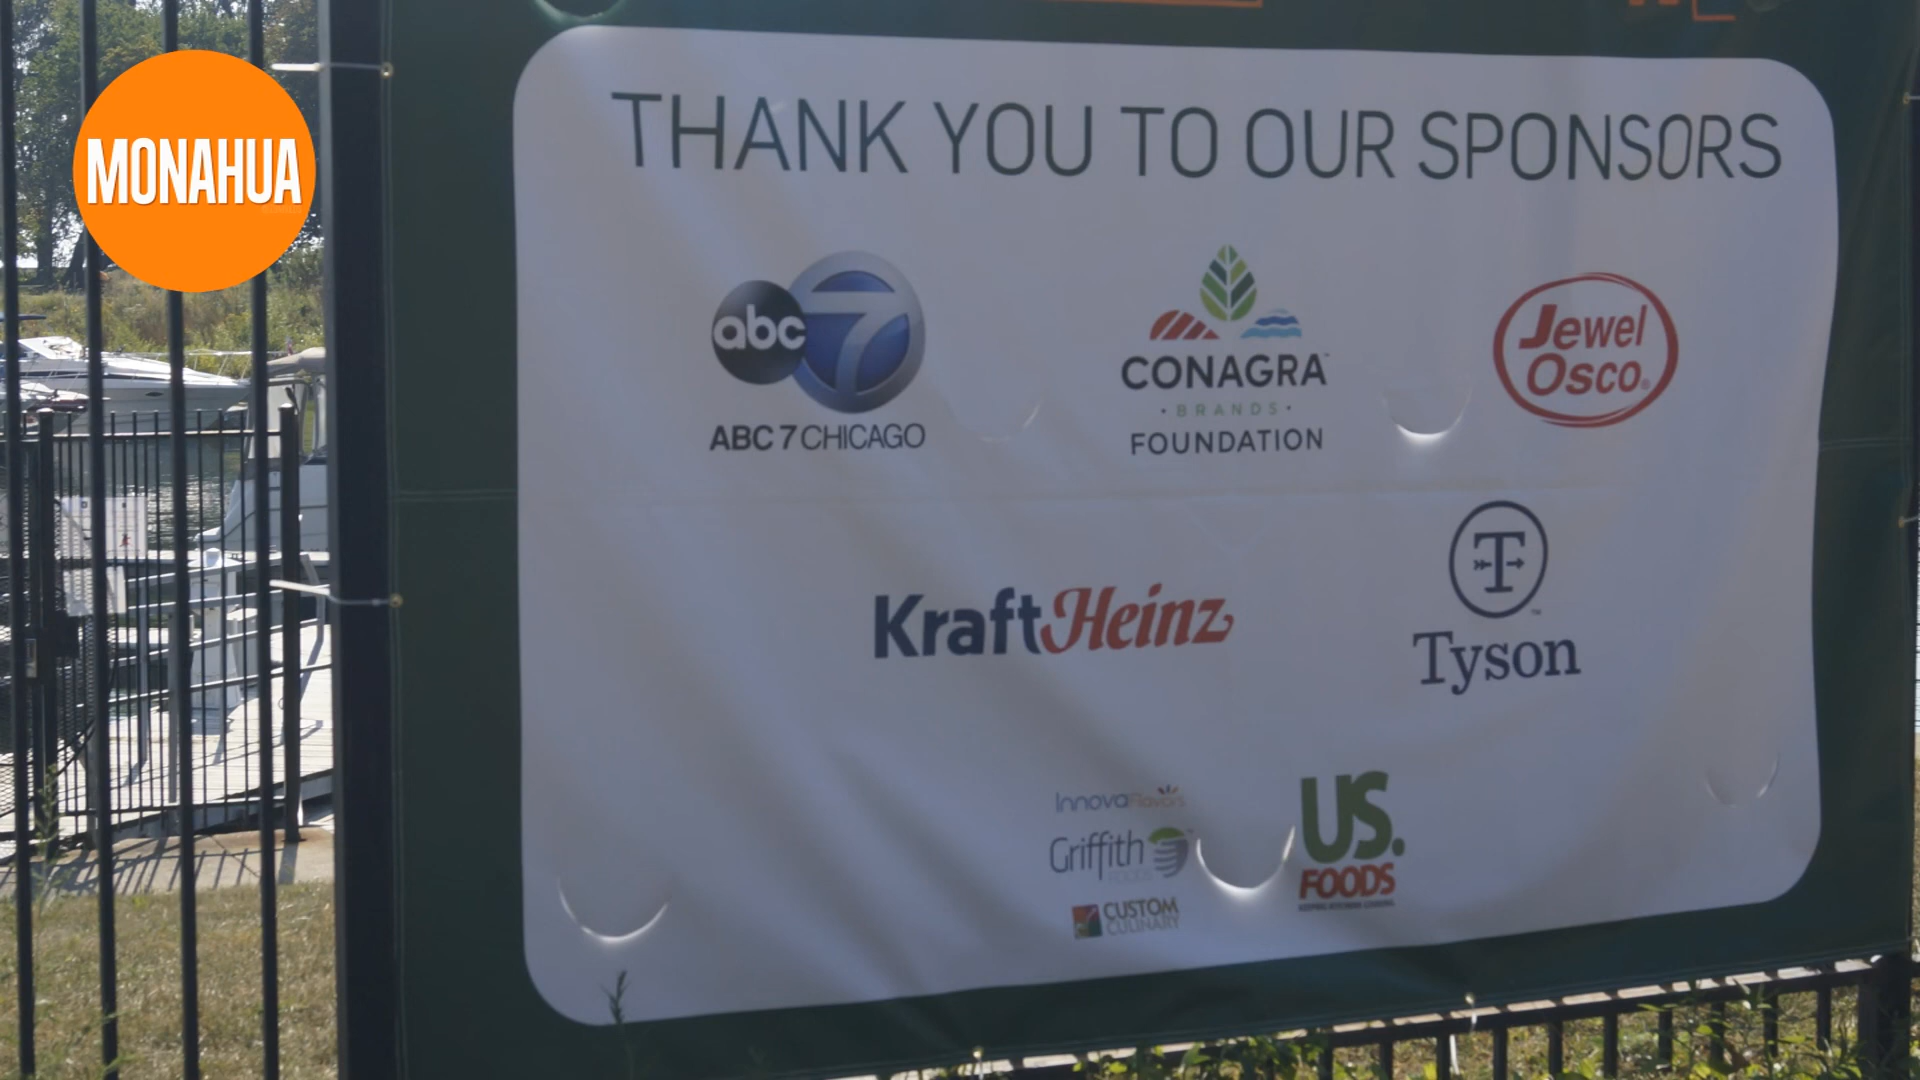 MONAHUA
THANK YOU TO OUR SPONSORS
abc 7
ABC 7 CHICAGO
CONAGRA
BRANDS
FOUNDATION
Jewel
Osco
KraftHeinz
T
Tyson
InnovaFlavors
Griffith
FOODS
CUSTOM
CULINARY
US.
FOODS